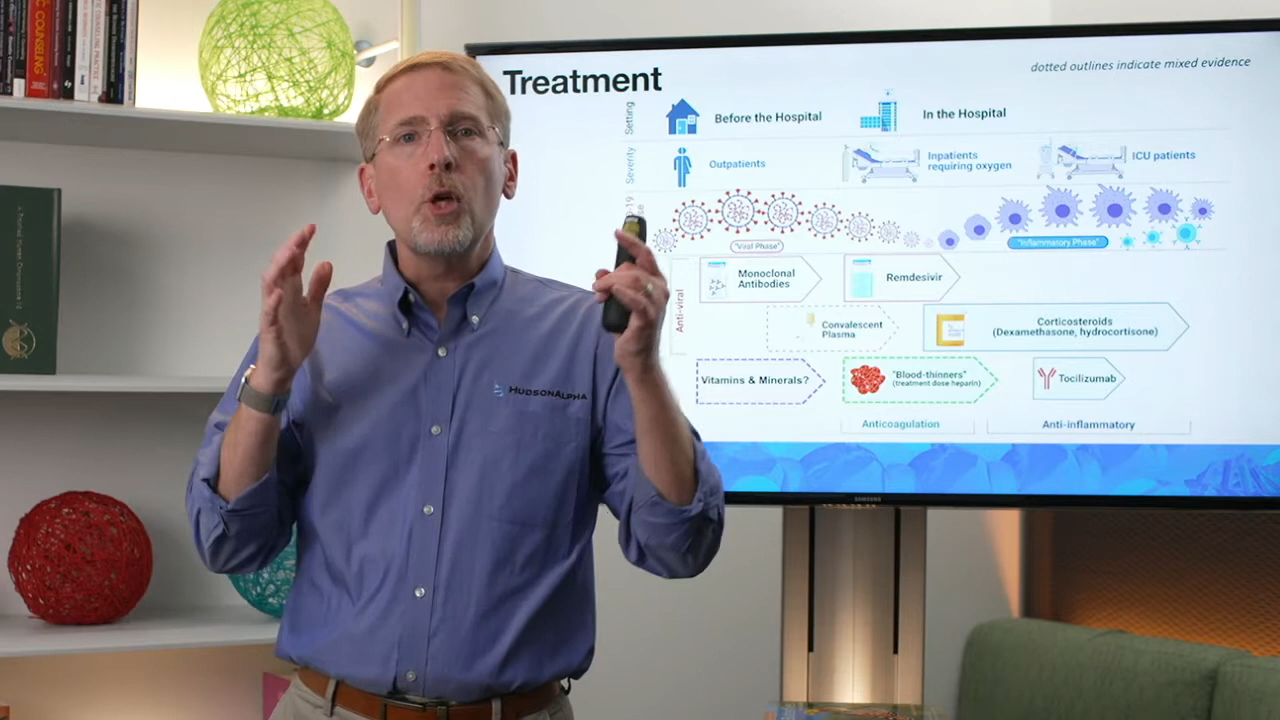 COUNSELING
Treatment
dotted outlines indicate mixed evidence
Setting
Before the Hospital
In the Hospital
Severity
Outpatients
Inpatients
requiring oxygen
ICU patients
"Viral Phase"
"Inflammatory Phase"
Anti-viral
Monoclonal
Antibodies
Remdesivir
Convalescent
Plasma
Corticosteroids
(Dexamethasone, hydrocortisone)
Vitamins & Minerals?
"Blood-thinners"
(treatment dose heparin)
Tocilizumab
Anticoagulation
Anti-inflammatory
HUDSONALPHA
SAMSUNG